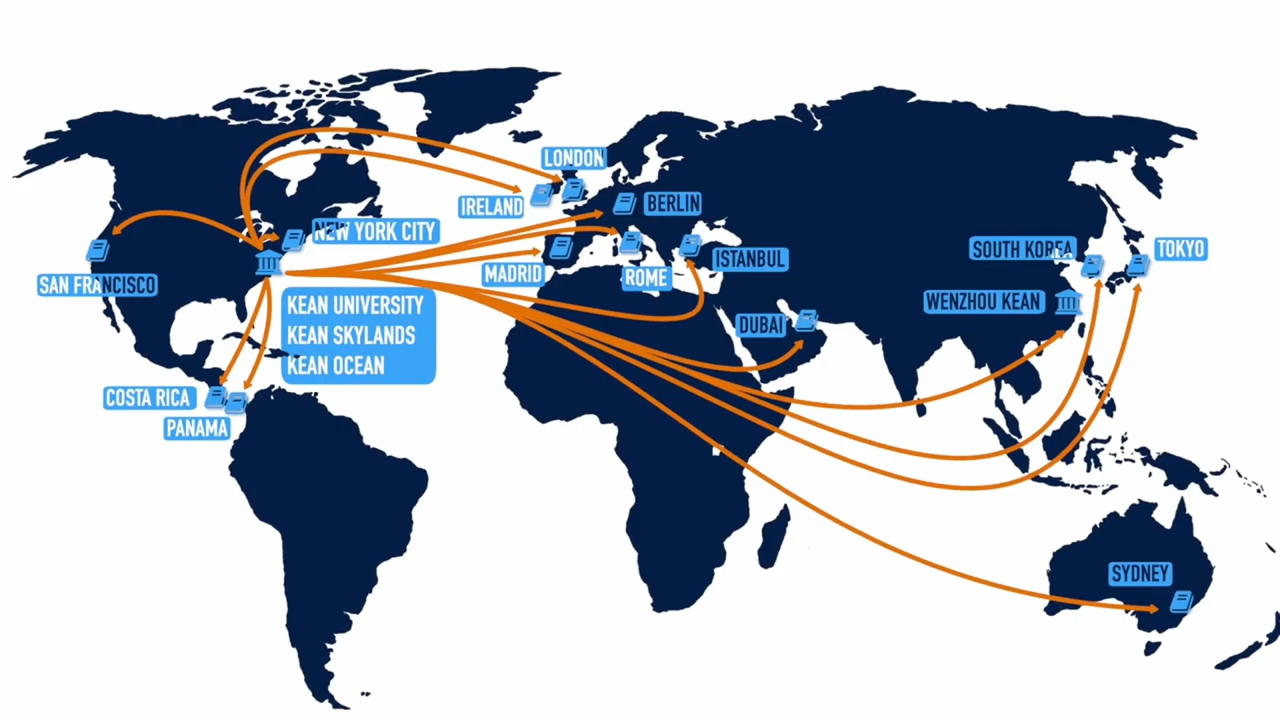 LONDON
IRELAND
BERLIN
NEW YORK CITY
SOUTH KOREA
TOKYO
ISTANBUL
MADRID
ROME
SAN FRANCISCO
WENZHOU KEAN
KEAN UNIVERSITY
KEAN SKYLANDS
KEAN OCEAN
DUBAI
COSTA RICA
PANAMA
SYDNEY